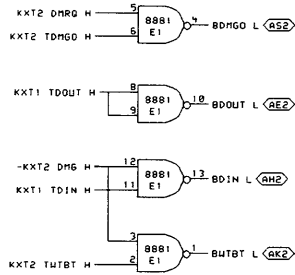 KXT2 DMRQ H 5 8881 E1 4 BDMGO L AS2
KXT2 TDMGO H 6
KXT1 TDOUT H 8 8881 E1 10 BDOUT L AE2
9
-KXT2 DMG H 12 8881 E1 13 BDIN L AH2
KXT1 TDIN H 11
3 8881 E1 1 BWTBT L AK2
KXT2 TWTBT H 2